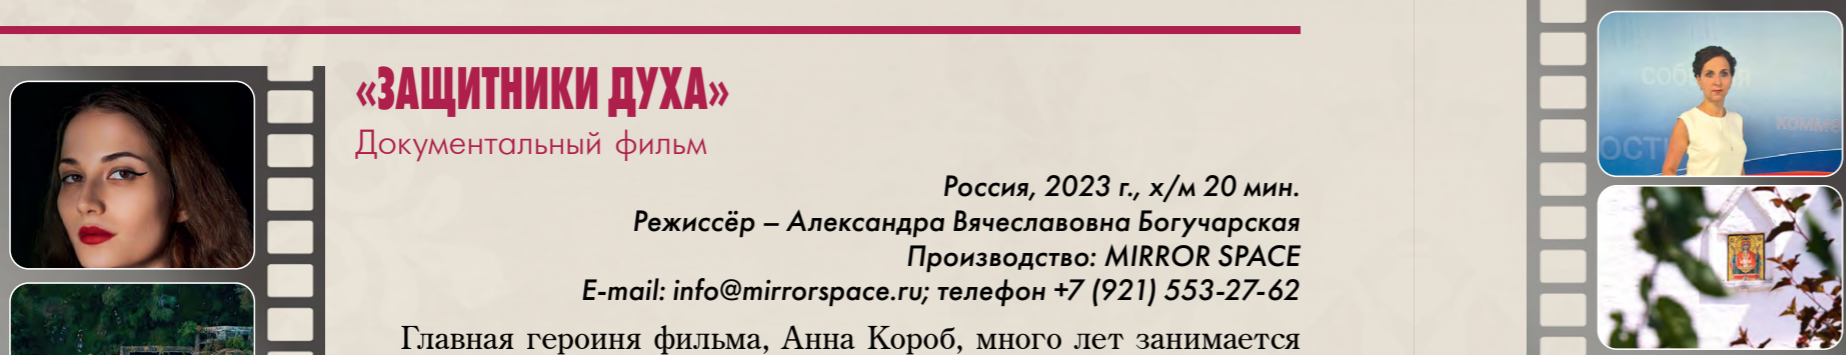 «ЗАЩИТНИКИ ДУХА»
Документальный фильм
Россия, 2023 г., х/м 20 мин.
Режиссёр – Александра Вячеславовна Богучарская
Производство: MIRROR SPACE
E-mail: info@mirrorspace.ru; телефон +7 (921) 553-27-62
Главная героиня фильма, Анна Короб, много лет занимается